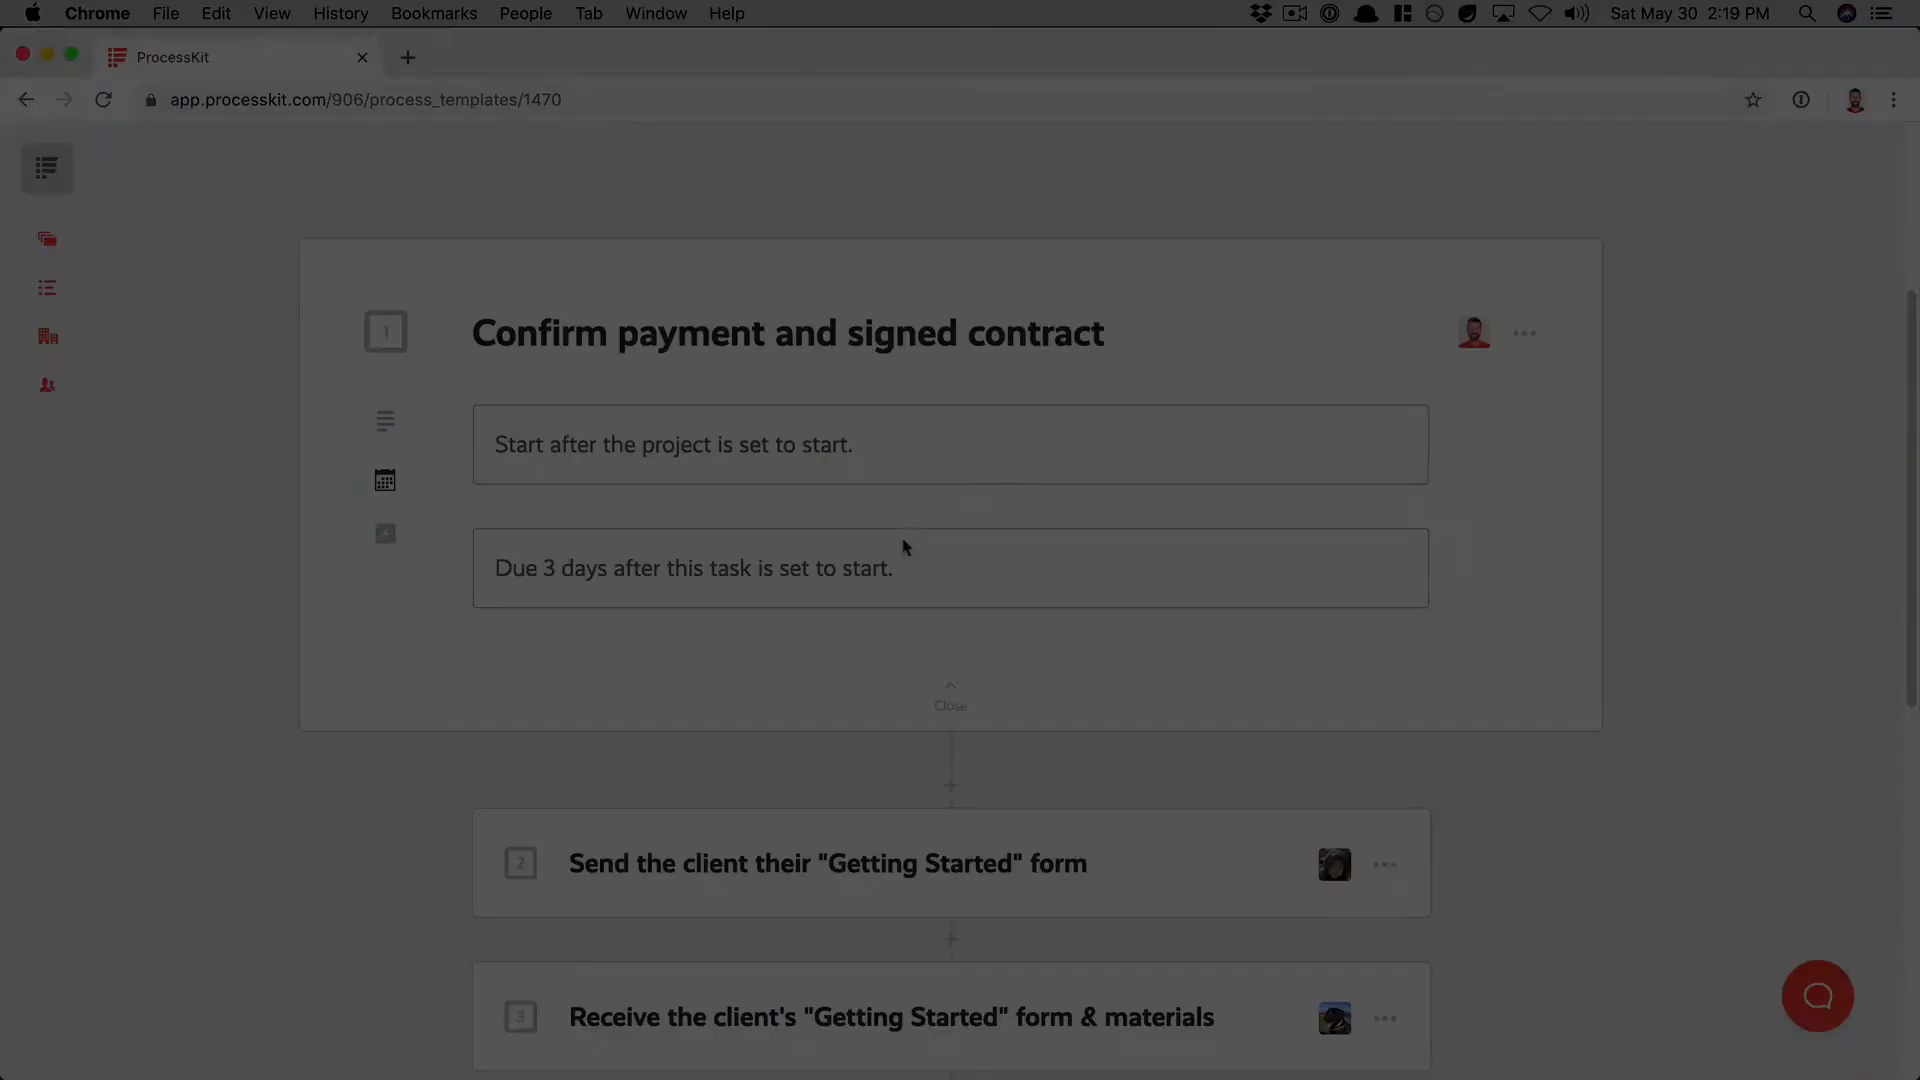 Chrome File Edit View History Bookmarks People Tab Window Help Sat May 30 2:19 PM
ProcessKit
app.processkit.com/906/process_templates/1470
1 Confirm payment and signed contract
Start after the project is set to start.
Due 3 days after this task is set to start.
Close
2 Send the client their "Getting Started" form
3 Receive the client's "Getting Started" form & materials